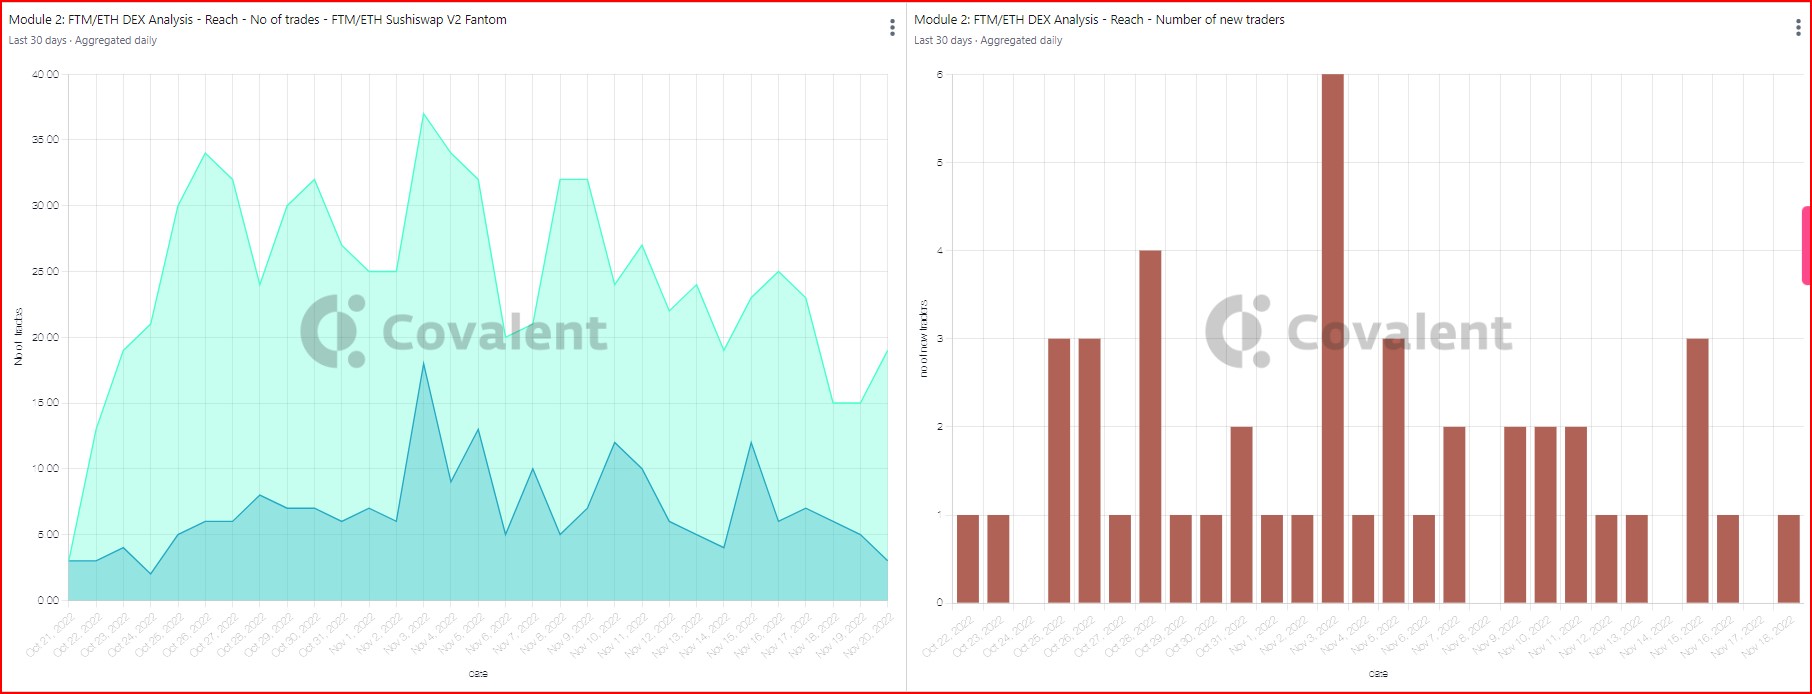 Module 2: FTM/ETH DEX Analysis - Reach - No of trades - FTM/ETH Sushiswap V2 Fantom
Last 30 days · Aggregated daily
40.00
35.00
30.00
25.00
20.00
15.00
10.00
5.00
0.00
No of trades
Covalent
Oct 21, 2022
Oct 22, 2022
Oct 23, 2022
Oct 24, 2022
Oct 25, 2022
Oct 26, 2022
Oct 27, 2022
Oct 28, 2022
Oct 29, 2022
Oct 30, 2022
Oct 31, 2022
Nov 1, 2022
Nov 2, 2022
Nov 3, 2022
Nov 4, 2022
Nov 5, 2022
Nov 6, 2022
Nov 7, 2022
Nov 8, 2022
Nov 9, 2022
Nov 10, 2022
Nov 11, 2022
Nov 12, 2022
Nov 13, 2022
Nov 14, 2022
Nov 15, 2022
Nov 16, 2022
Nov 17, 2022
Nov 18, 2022
Nov 19, 2022
Nov 20, 2022
date
Module 2: FTM/ETH DEX Analysis - Reach - Number of new traders
Last 30 days · Aggregated daily
6
5
4
3
2
1
0
no of new traders
Covalent
Oct 22, 2022
Oct 23, 2022
Oct 24, 2022
Oct 25, 2022
Oct 26, 2022
Oct 27, 2022
Oct 28, 2022
Oct 29, 2022
Oct 30, 2022
Oct 31, 2022
Nov 1, 2022
Nov 2, 2022
Nov 3, 2022
Nov 4, 2022
Nov 5, 2022
Nov 6, 2022
Nov 7, 2022
Nov 8, 2022
Nov 9, 2022
Nov 10, 2022
Nov 11, 2022
Nov 12, 2022
Nov 13, 2022
Nov 14, 2022
Nov 15, 2022
Nov 16, 2022
Nov 17, 2022
Nov 18, 2022
date